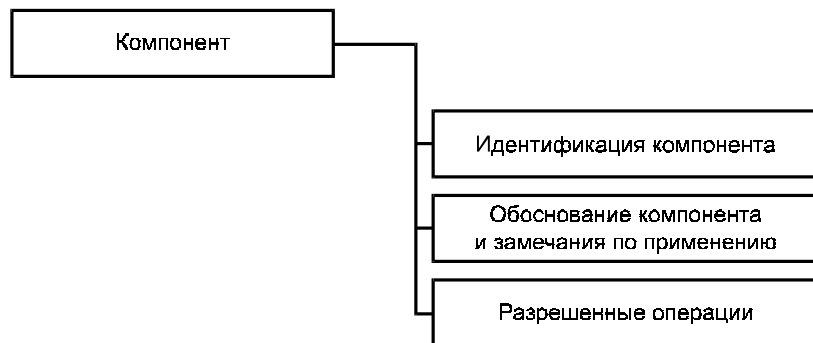 Компонент
Идентификация компонента
Обоснование компонента
и замечания по применению
Разрешенные операции